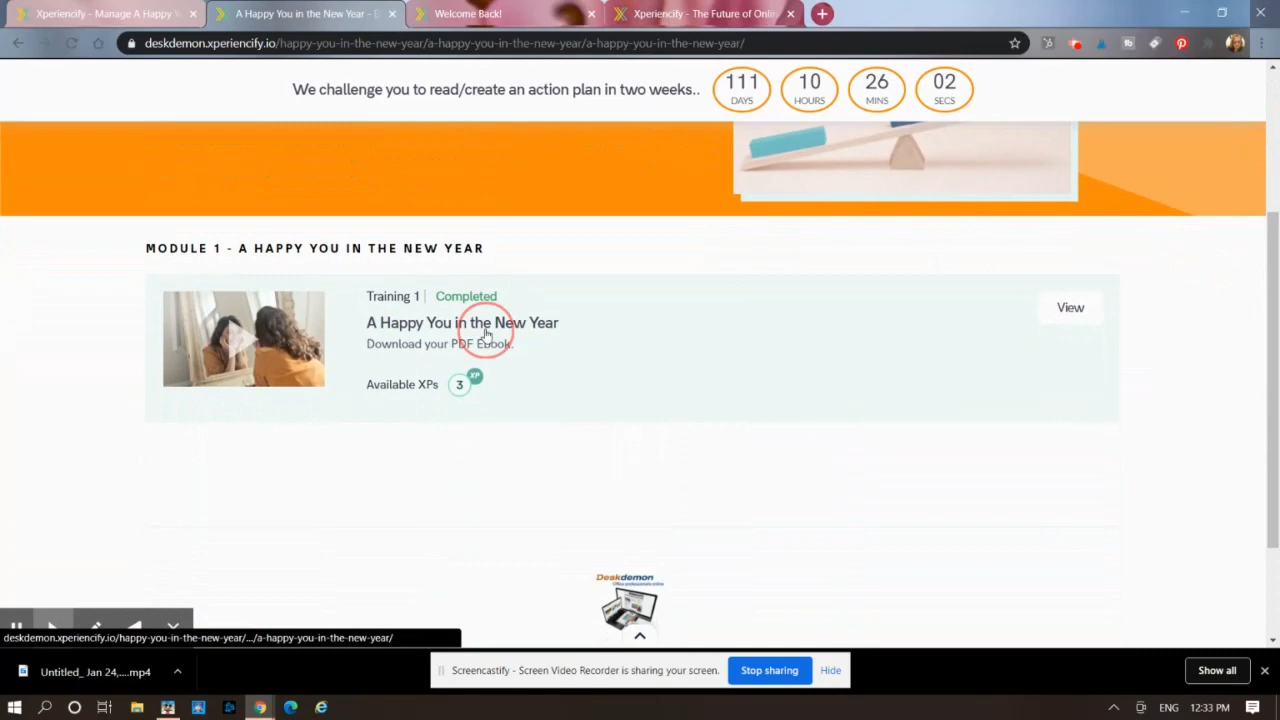 Xperiencify - Manage A Happy Y
A Happy You in the New Year - E
Welcome Back!
Xperiencify - The Future of Onlin
deskdemon.xperiencify.io/happy-you-in-the-new-year/a-happy-you-in-the-new-year/a-happy-you-in-the-new-year/
We challenge you to read/create an action plan in two weeks..
111 10 26 02
DAYS HOURS MINS SECS
MODULE 1 - A HAPPY YOU IN THE NEW YEAR
Training 1 | Completed
View
A Happy You in the New Year
Download your PDF EBook.
Available XPs 3 XP
Deskdemon
Office professionals online
deskdemon.xperiencify.io/happy-you-in-the-new-year/.../a-happy-you-in-the-new-year/
Untitled_ Jan 24,....mp4
Screencastify - Screen Video Recorder is sharing your screen.
Stop sharing
Hide
Show all
ENG 12:33 PM